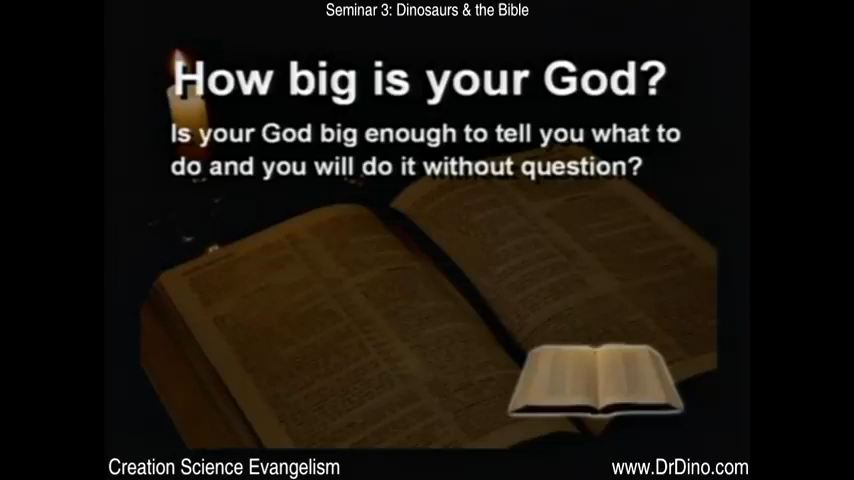 Seminar 3: Dinosaurs & the Bible
How big is your God?
Is your God big enough to tell you what to
do and you will do it without question?
Creation Science Evangelism
www.DrDino.com